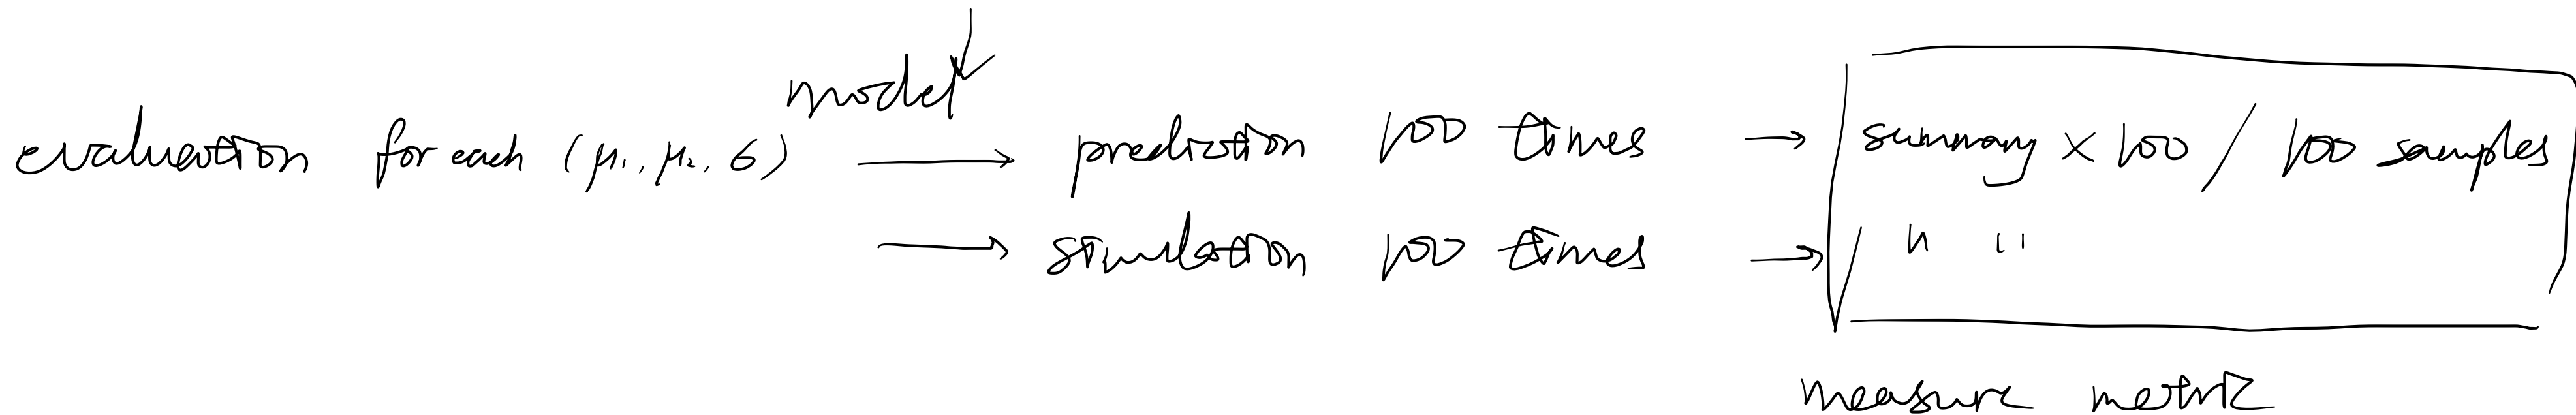 model
evaluation for each (μ₁, μ₂, σ) → prediction 100 times → summary × 100 / 100 samples
→ simulation 100 times → " "
measure metric